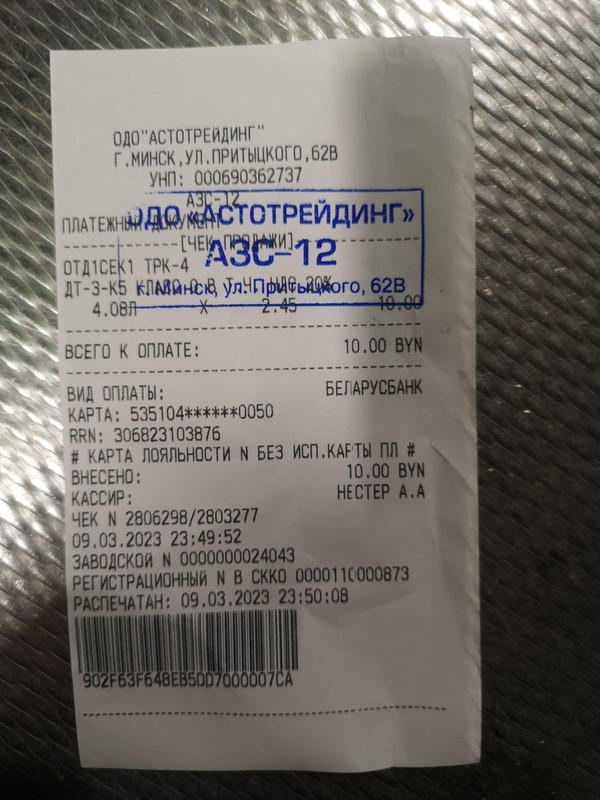 ОДО"АСТОТРЕЙДИНГ"
Г.МИНСК,УЛ.ПРИТЫЦКОГО,62В
УНП: 000690362737
АЗС-12
ПЛАТЕЖНЫЙ ДОКУМЕНТ
[ЧЕК ПРОДАЖИ]
ОДО «АСТОТРЕЙДИНГ»
АЗС-12
г. Минск, ул. Притыцкого, 62В
ОТД1СЕК1 ТРК-4
ДТ-З-К5 20%
4.08Л X 2.45 10.00
ВСЕГО К ОПЛАТЕ: 10.00 BYN
ВИД ОПЛАТЫ: БЕЛАРУСБАНК
КАРТА: 535104******0050
RRN: 306823103876
# КАРТА ЛОЯЛЬНОСТИ N БЕЗ ИСП.КАРТЫ ПЛ #
ВНЕСЕНО: 10.00 BYN
КАССИР: НЕСТЕР А.А
ЧЕК N 2806298/2803277
09.03.2023 23:49:52
ЗАВОДСКОЙ N 0000000024043
РЕГИСТРАЦИОННЫЙ N В СККО 0000110000873
РАСПЕЧАТАН: 09.03.2023 23:50:08
902F63F648EB5DD7000007CA